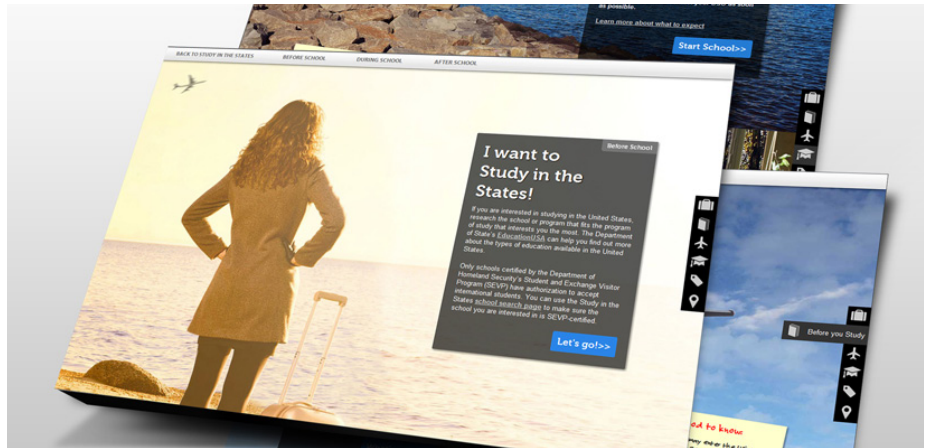 as possible.
Learn more about what to expect
Start School>>
BACK TO STUDY IN THE STATES BEFORE SCHOOL DURING SCHOOL AFTER SCHOOL
Before School
I want to
Study in the
States!
If you are interested in studying in the United States,
research the school or program that fits the program
of study that interests you the most. The Department
of State's EducationUSA can help you find out more
about the types of education available in the United
States.
Only schools certified by the Department of
Homeland Security's Student and Exchange Visitor
Program (SEVP) have authorization to accept
international students. You can use the Study in the
States school search page to make sure the
school you are interested in is SEVP-certified.
Let's go!>>
Before you Study
to know
may enter the